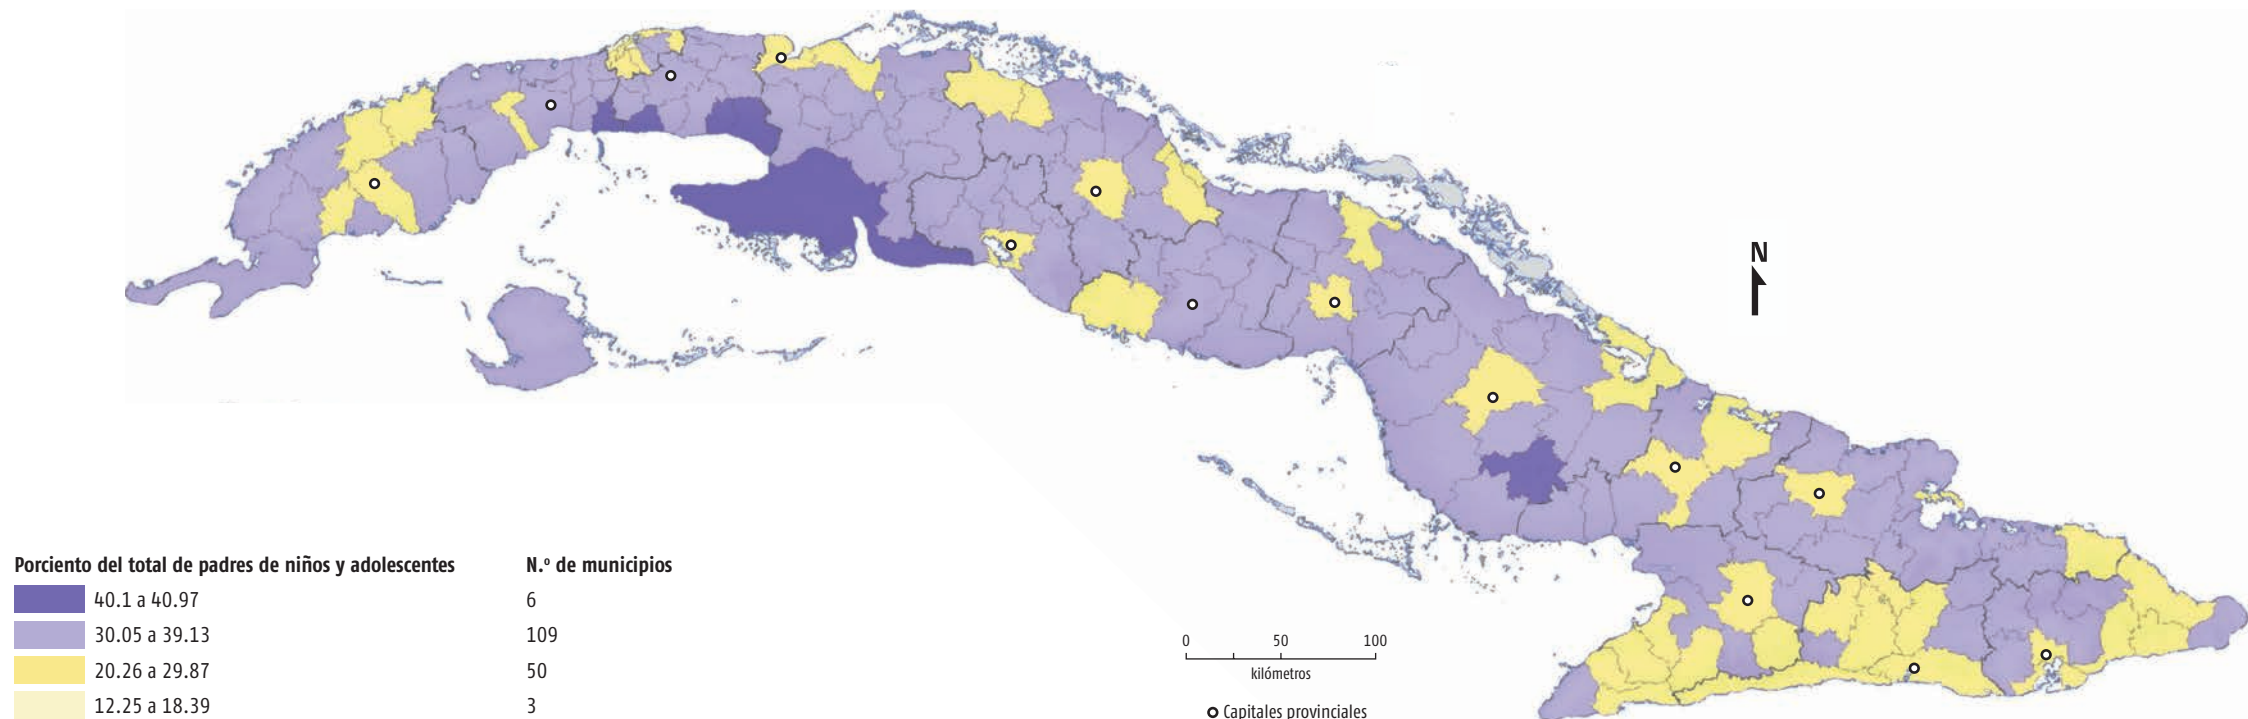 N
Porciento del total de padres de niños y adolescentes N.º de municipios
40.1 a 40.97 6
30.05 a 39.13 109
20.26 a 29.87 50
12.25 a 18.39 3
0 50 100
kilómetros
Capitales provinciales